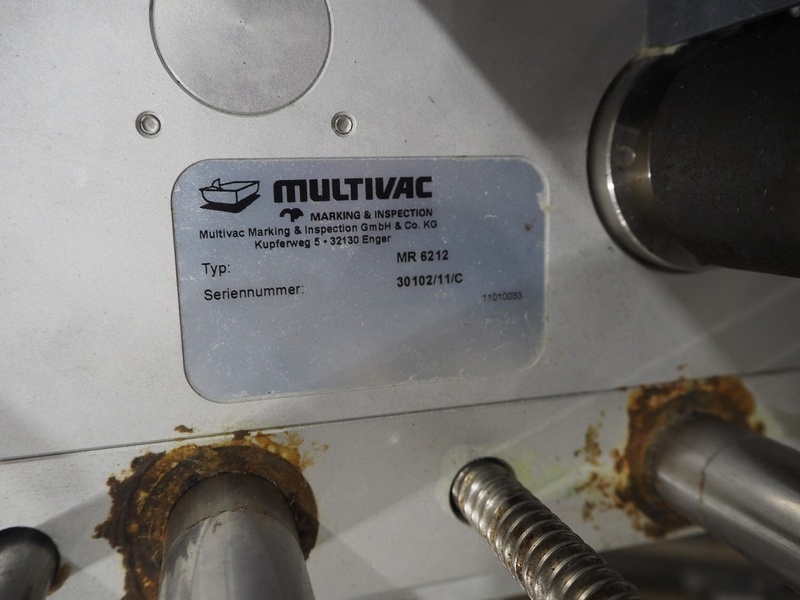 MULTIVAC
MARKING & INSPECTION
Multivac Marking & Inspection GmbH & Co. KG
Kupferweg 5 • 32130 Enger
Typ: MR 6212
Seriennummer: 30102/11/C
11010033